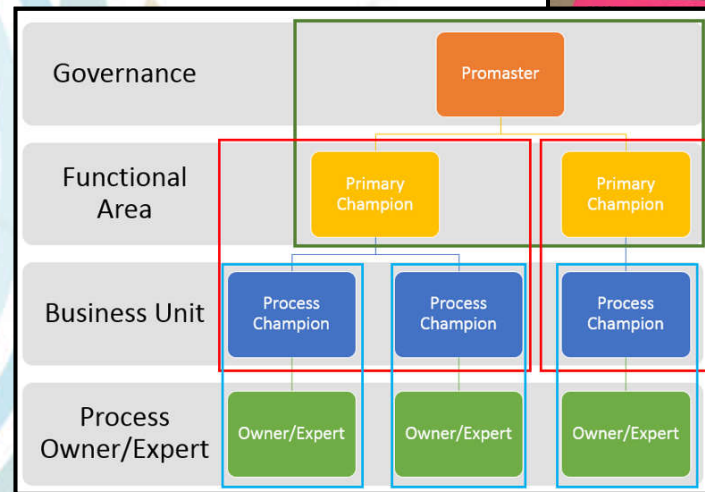 Governance
Promaster
Functional
Area
Primary
Champion
Primary
Champion
Business Unit
Process
Champion
Process
Champion
Process
Champion
Process
Owner/Expert
Owner/Expert
Owner/Expert
Owner/Expert